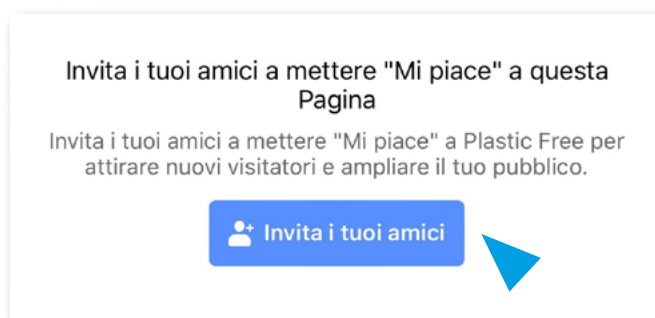 Invita i tuoi amici a mettere "Mi piace" a questa
Pagina
Invita i tuoi amici a mettere "Mi piace" a Plastic Free per
attirare nuovi visitatori e ampliare il tuo pubblico.
Invita i tuoi amici